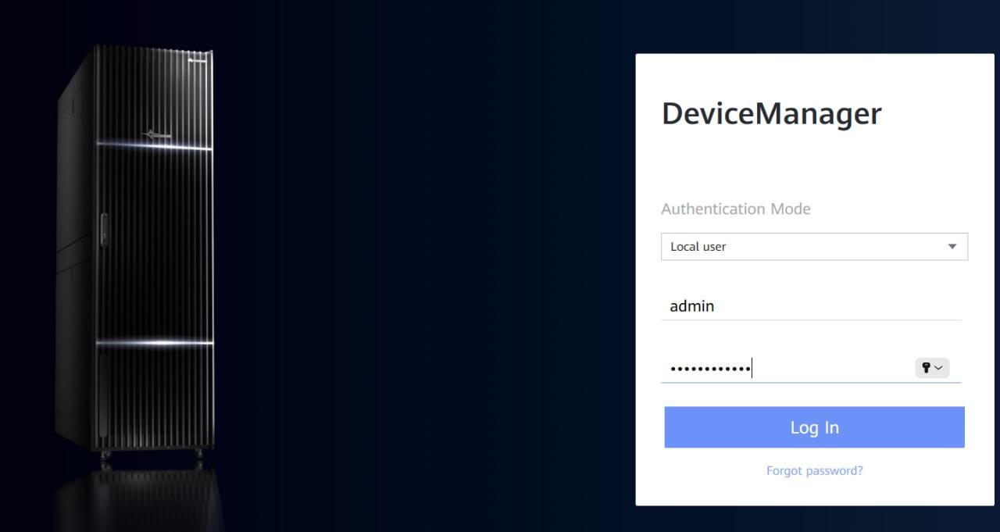 DeviceManager
Authentication Mode
Local user
admin
••••••••••••
Log In
Forgot password?